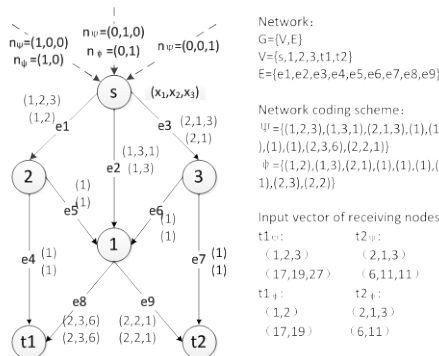 nψ=(1,0,0)
nϕ=(1,0)
nψ=(0,1,0)
nϕ=(0,1)
nψ=(0,0,1)
s
(x₁,x₂,x₃)
(1,2,3)
(1,2)
e1
(1,3,1)
(1,3)
e2
(2,1,3)
(2,1)
e3
2
3
(1)
(1)
e5
e6
(1)
(1)
e4
(1)
(1)
1
e7
(1)
(1)
e8
e9
(2,3,6)
(2,3,6)
(2,2,1)
(2,2,1)
t1
t2
Network:
G={V,E}
V={s,1,2,3,t1,t2}
E={e1,e2,e3,e4,e5,e6,e7,e8,e9}
Network coding scheme:
Ψ={(1,2,3),(1,3,1),(2,1,3),(1),(1
),(1),(1),(2,3,6),(2,2,1)}
ϕ={(1,2),(1,3),(2,1),(1),(1),(1),(
1),(2,3),(2,2)}
Input vector of receiving nodes
t1ψ: t2ψ:
(1,2,3) (2,1,3)
(17,19,27) (6,11,11)
t1ϕ: t2ϕ:
(1,2) (2,1,3)
(17,19) (6,11)